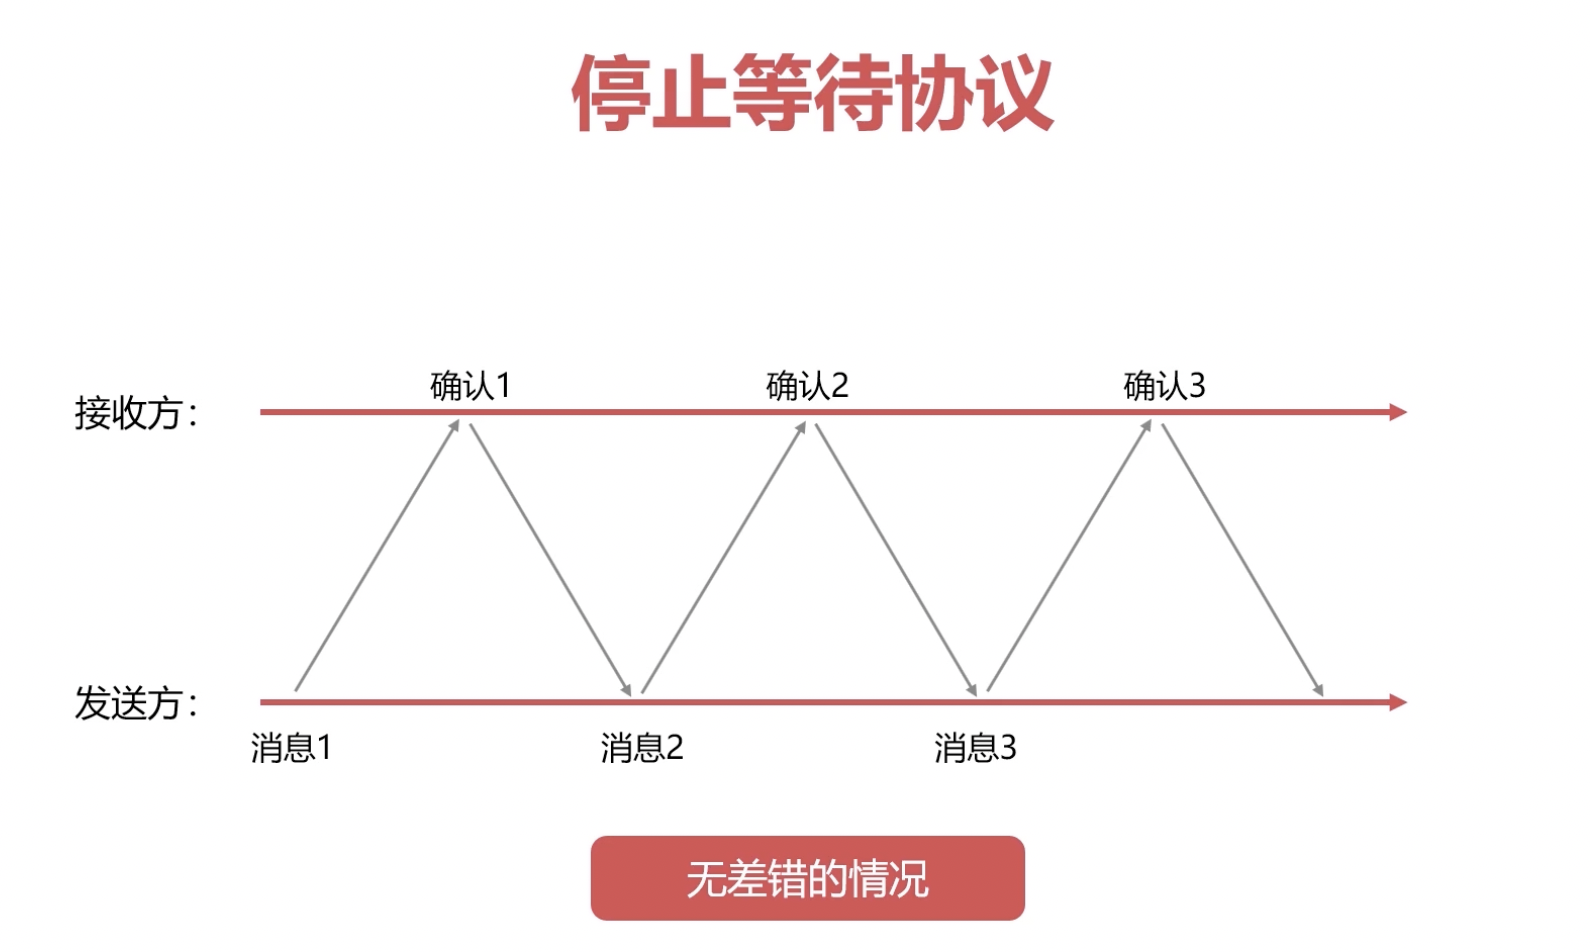 停止等待协议
确认1 确认2 确认3
接收方：
发送方：
消息1 消息2 消息3
无差错的情况